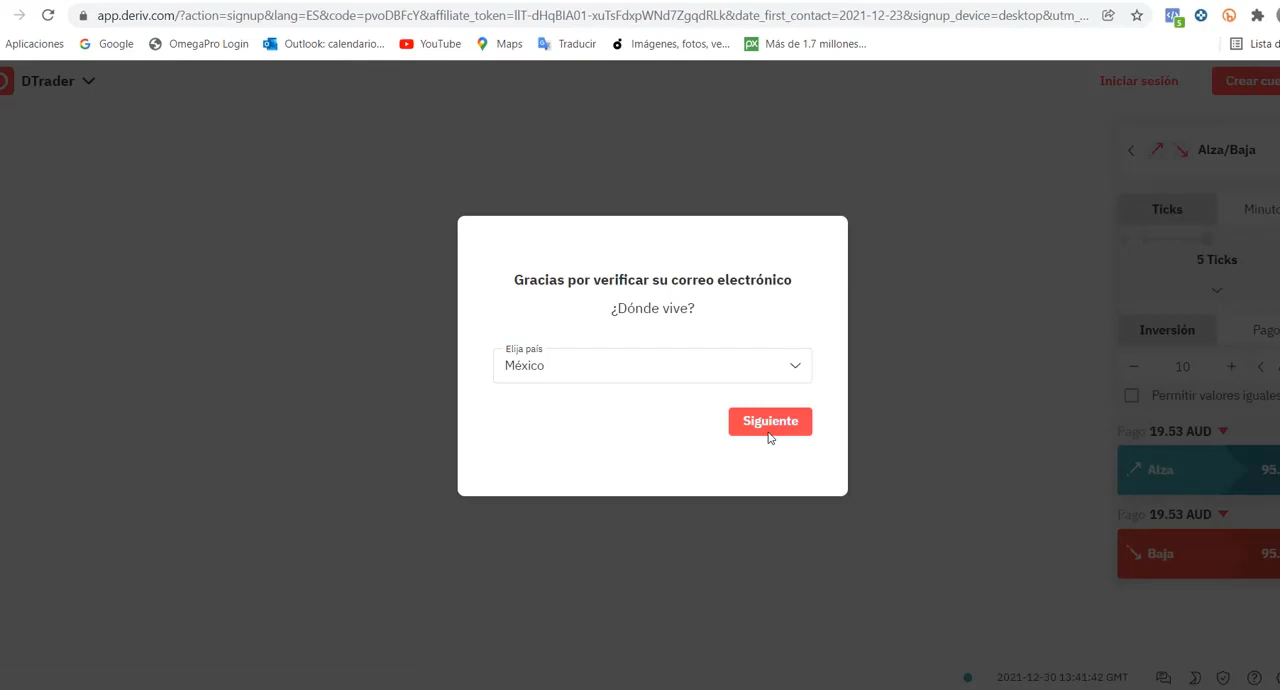 app.deriv.com/?action=signup&lang=ES&code=pvoDBFcY&affiliate_token=llT-dHqBIA01-xuTsFdxpWNd7ZgqdRLk&date_first_contact=2021-12-23&signup_device=desktop&utm_...
Aplicaciones Google OmegaPro Login Outlook: calendario... YouTube Maps Traducir Imágenes, fotos, ve... Más de 1.7 millones... Lista d
DTrader Iniciar sesión Crear cue
Alza/Baja
Ticks Minuto
5 Ticks
Gracias por verificar su correo electrónico
¿Dónde vive?
Elija país
México
Siguiente
Inversión Pago
− 10 +
Permitir valores iguales
Pago 19.53 AUD
Alza 95.
Pago 19.53 AUD
Baja 95.
2021-12-30 13:41:42 GMT